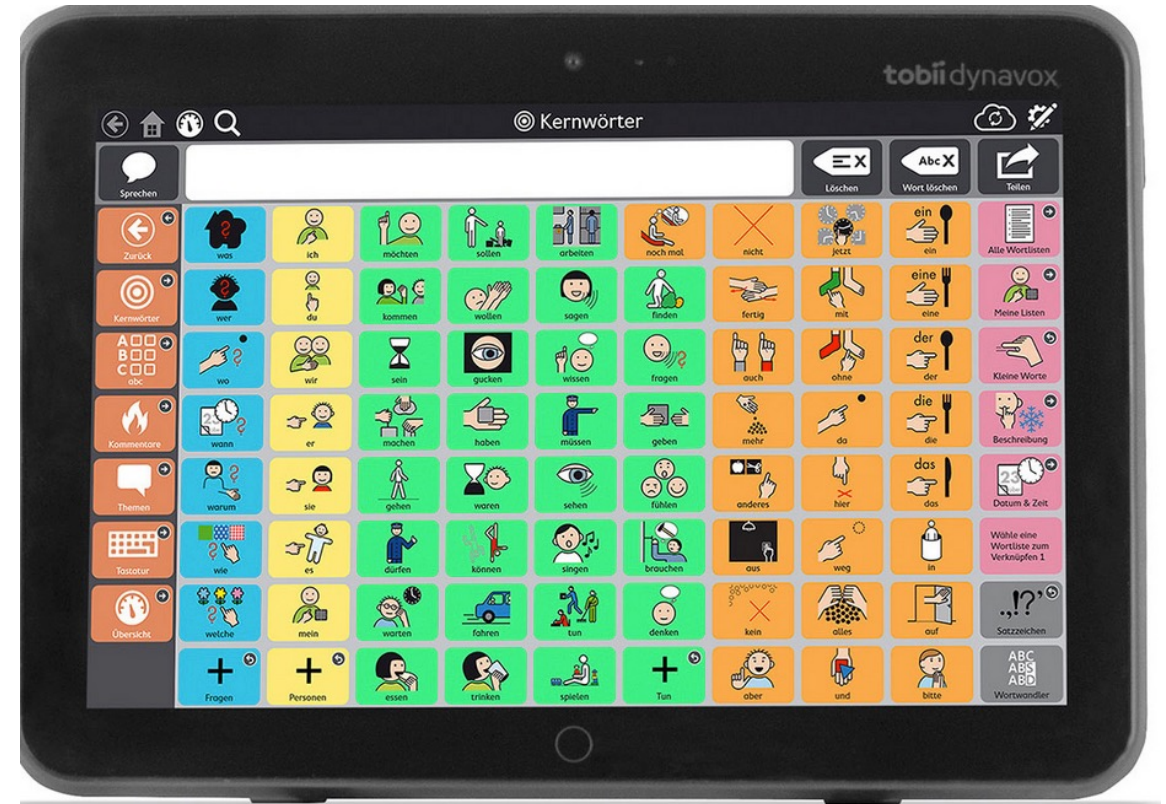 tobii dynavox
Kernwörter
Sprechen
X
Löschen
Abc X
Wort löschen
Teilen
Zurück
was
ich
möchten
sollen
arbeiten
noch mal
nicht
jetzt
ein
ein
Alle Wortlisten
Kernwörter
wer
du
kommen
wollen
sagen
finden
fertig
mit
eine
eine
Meine Listen
A
B
C
abc
wo
wir
sein
gucken
wissen
fragen
auch
ohne
der
der
Kleine Worte
Kommentare
wann
er
machen
haben
müssen
geben
mehr
da
die
die
Beschreibung
Themen
warum
sie
gehen
waren
sehen
fühlen
anderes
hier
das
das
23
Datum & Zeit
Tastatur
wie
es
dürfen
können
singen
brauchen
aus
weg
in
Wähle eine
Wortliste zum
Verknüpfen 1
Übersicht
welche
mein
warten
fahren
tun
denken
kein
alles
auf
.,!?'
Satzzeichen
+
Fragen
+
Personen
essen
trinken
spielen
+
Tun
aber
und
bitte
ABC
ABS
ABD
Wortwandler